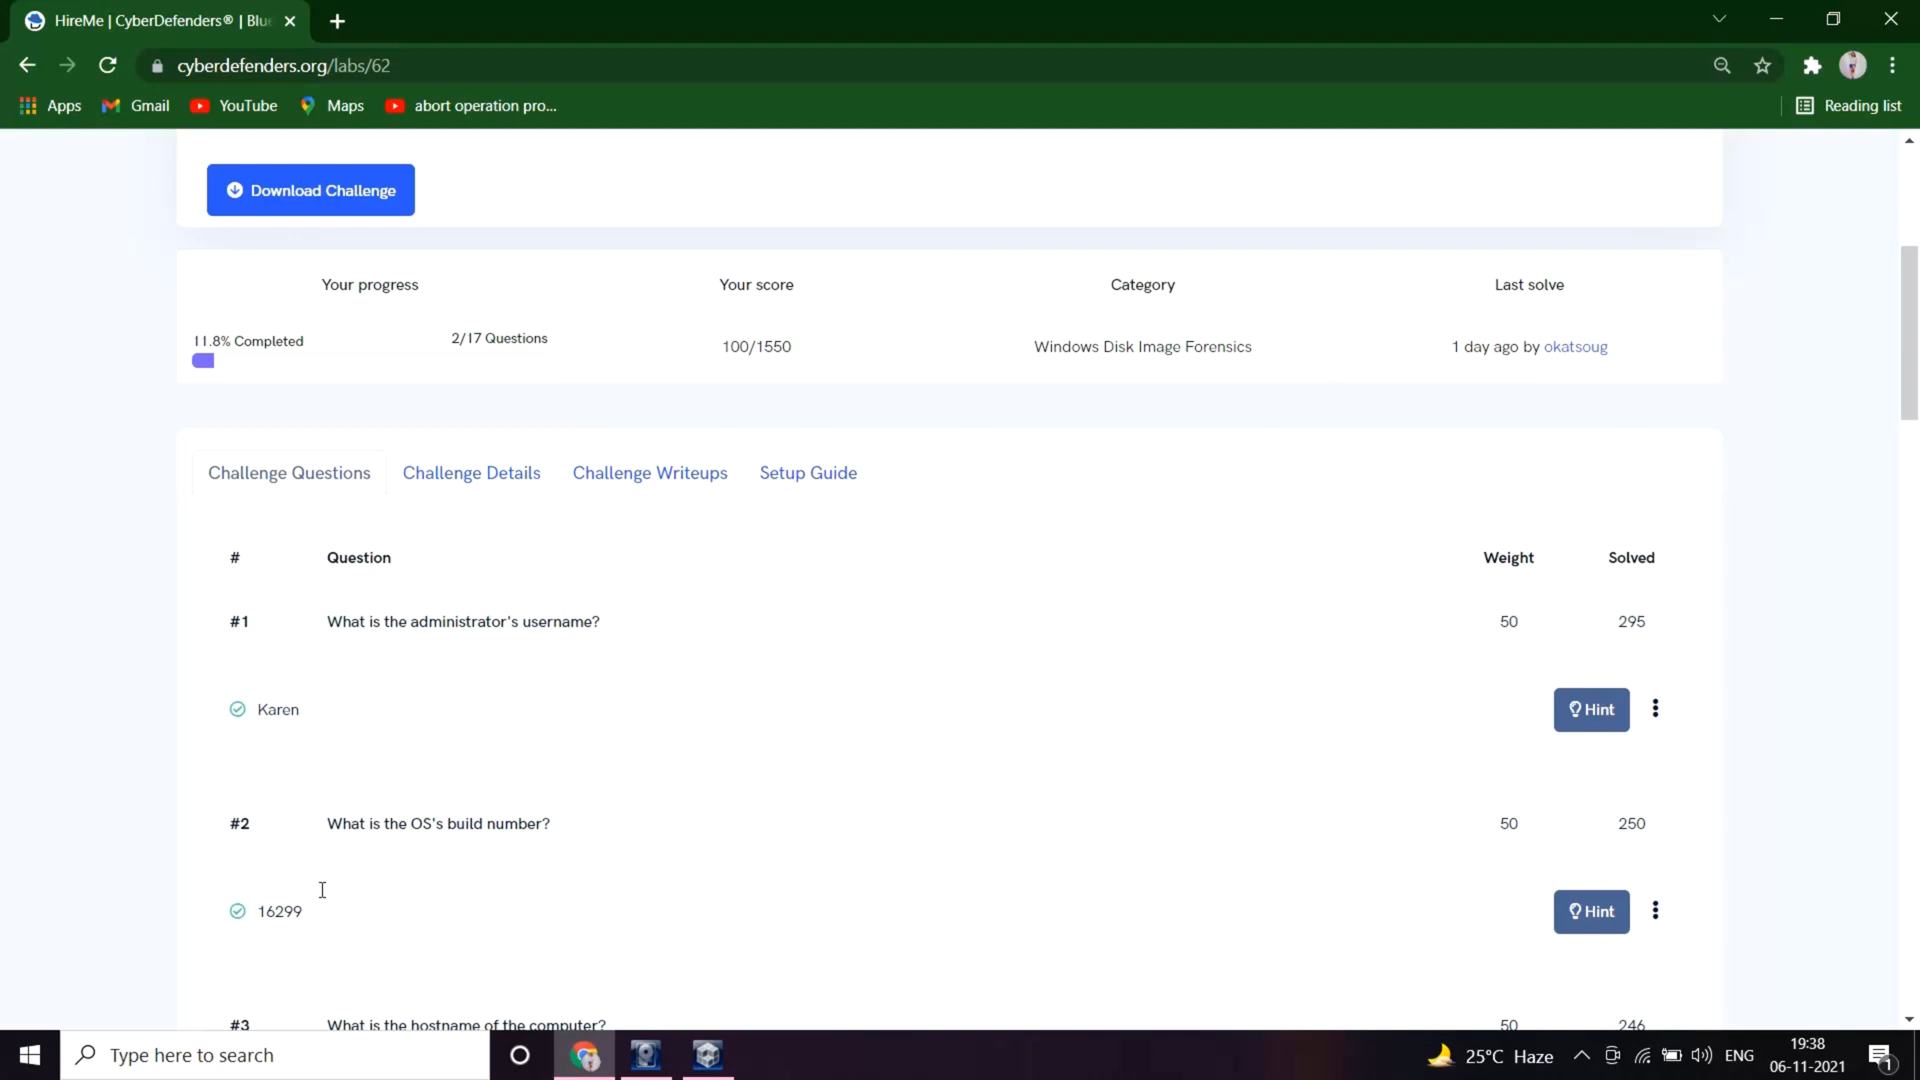 HireMe | CyberDefenders® | Blu
cyberdefenders.org/labs/62
Apps Gmail YouTube Maps abort operation pro... Reading list
Download Challenge
Your progress Your score Category Last solve
11.8% Completed 2/17 Questions 100/1550 Windows Disk Image Forensics 1 day ago by okatsoug
Challenge Questions Challenge Details Challenge Writeups Setup Guide
# Question Weight Solved
#1 What is the administrator's username? 50 295
Karen Hint
#2 What is the OS's build number? 50 250
16299 Hint
#3 What is the hostname of the computer? 50 246
Type here to search 25°C Haze ENG 19:38
06-11-2021 1